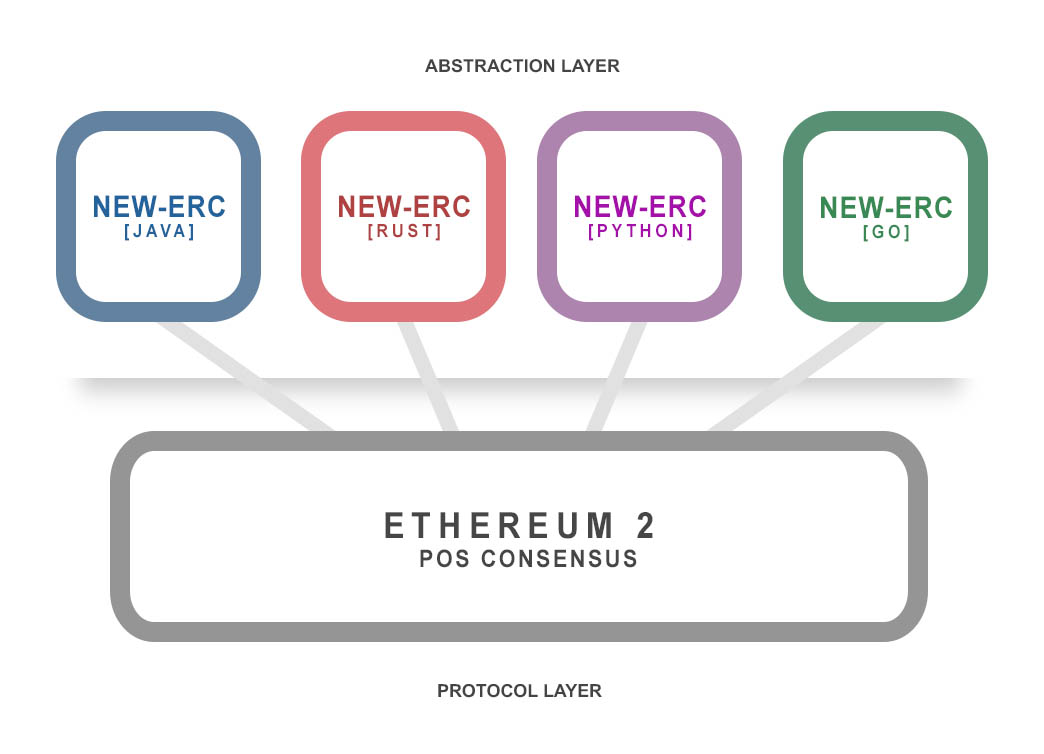 ABSTRACTION LAYER
NEW-ERC
[JAVA]
NEW-ERC
[RUST]
NEW-ERC
[PYTHON]
NEW-ERC
[GO]
ETHEREUM 2
POS CONSENSUS
PROTOCOL LAYER